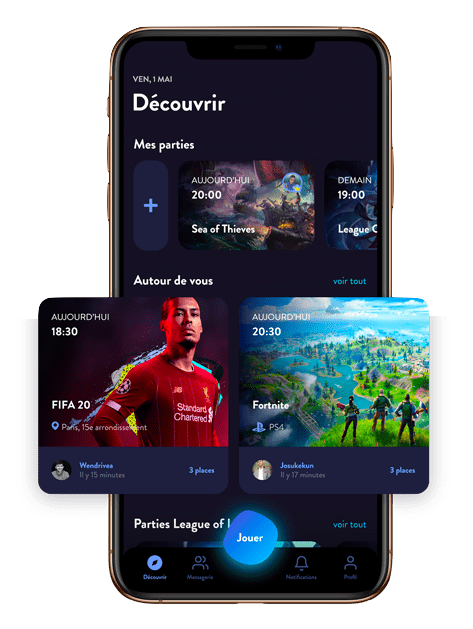 VEN, 1 MAI
Découvrir
Mes parties
+
AUJOURD'HUI
20:00
Sea of Thieves
DEMAIN
19:00
League
Autour de vous
voir tout
AUJOURD'HUI
18:30
Standard
Chartered
FIFA 20
Paris, 15e arrondissement
Wendrivea
Il y 15 minutes
3 places
AUJOURD'HUI
20:30
Fortnite
PS4
Josukekun
Il y 17 minutes
3 places
Parties League of
voir tout
Jouer
Découvrir
Messagerie
Notifications
Profil